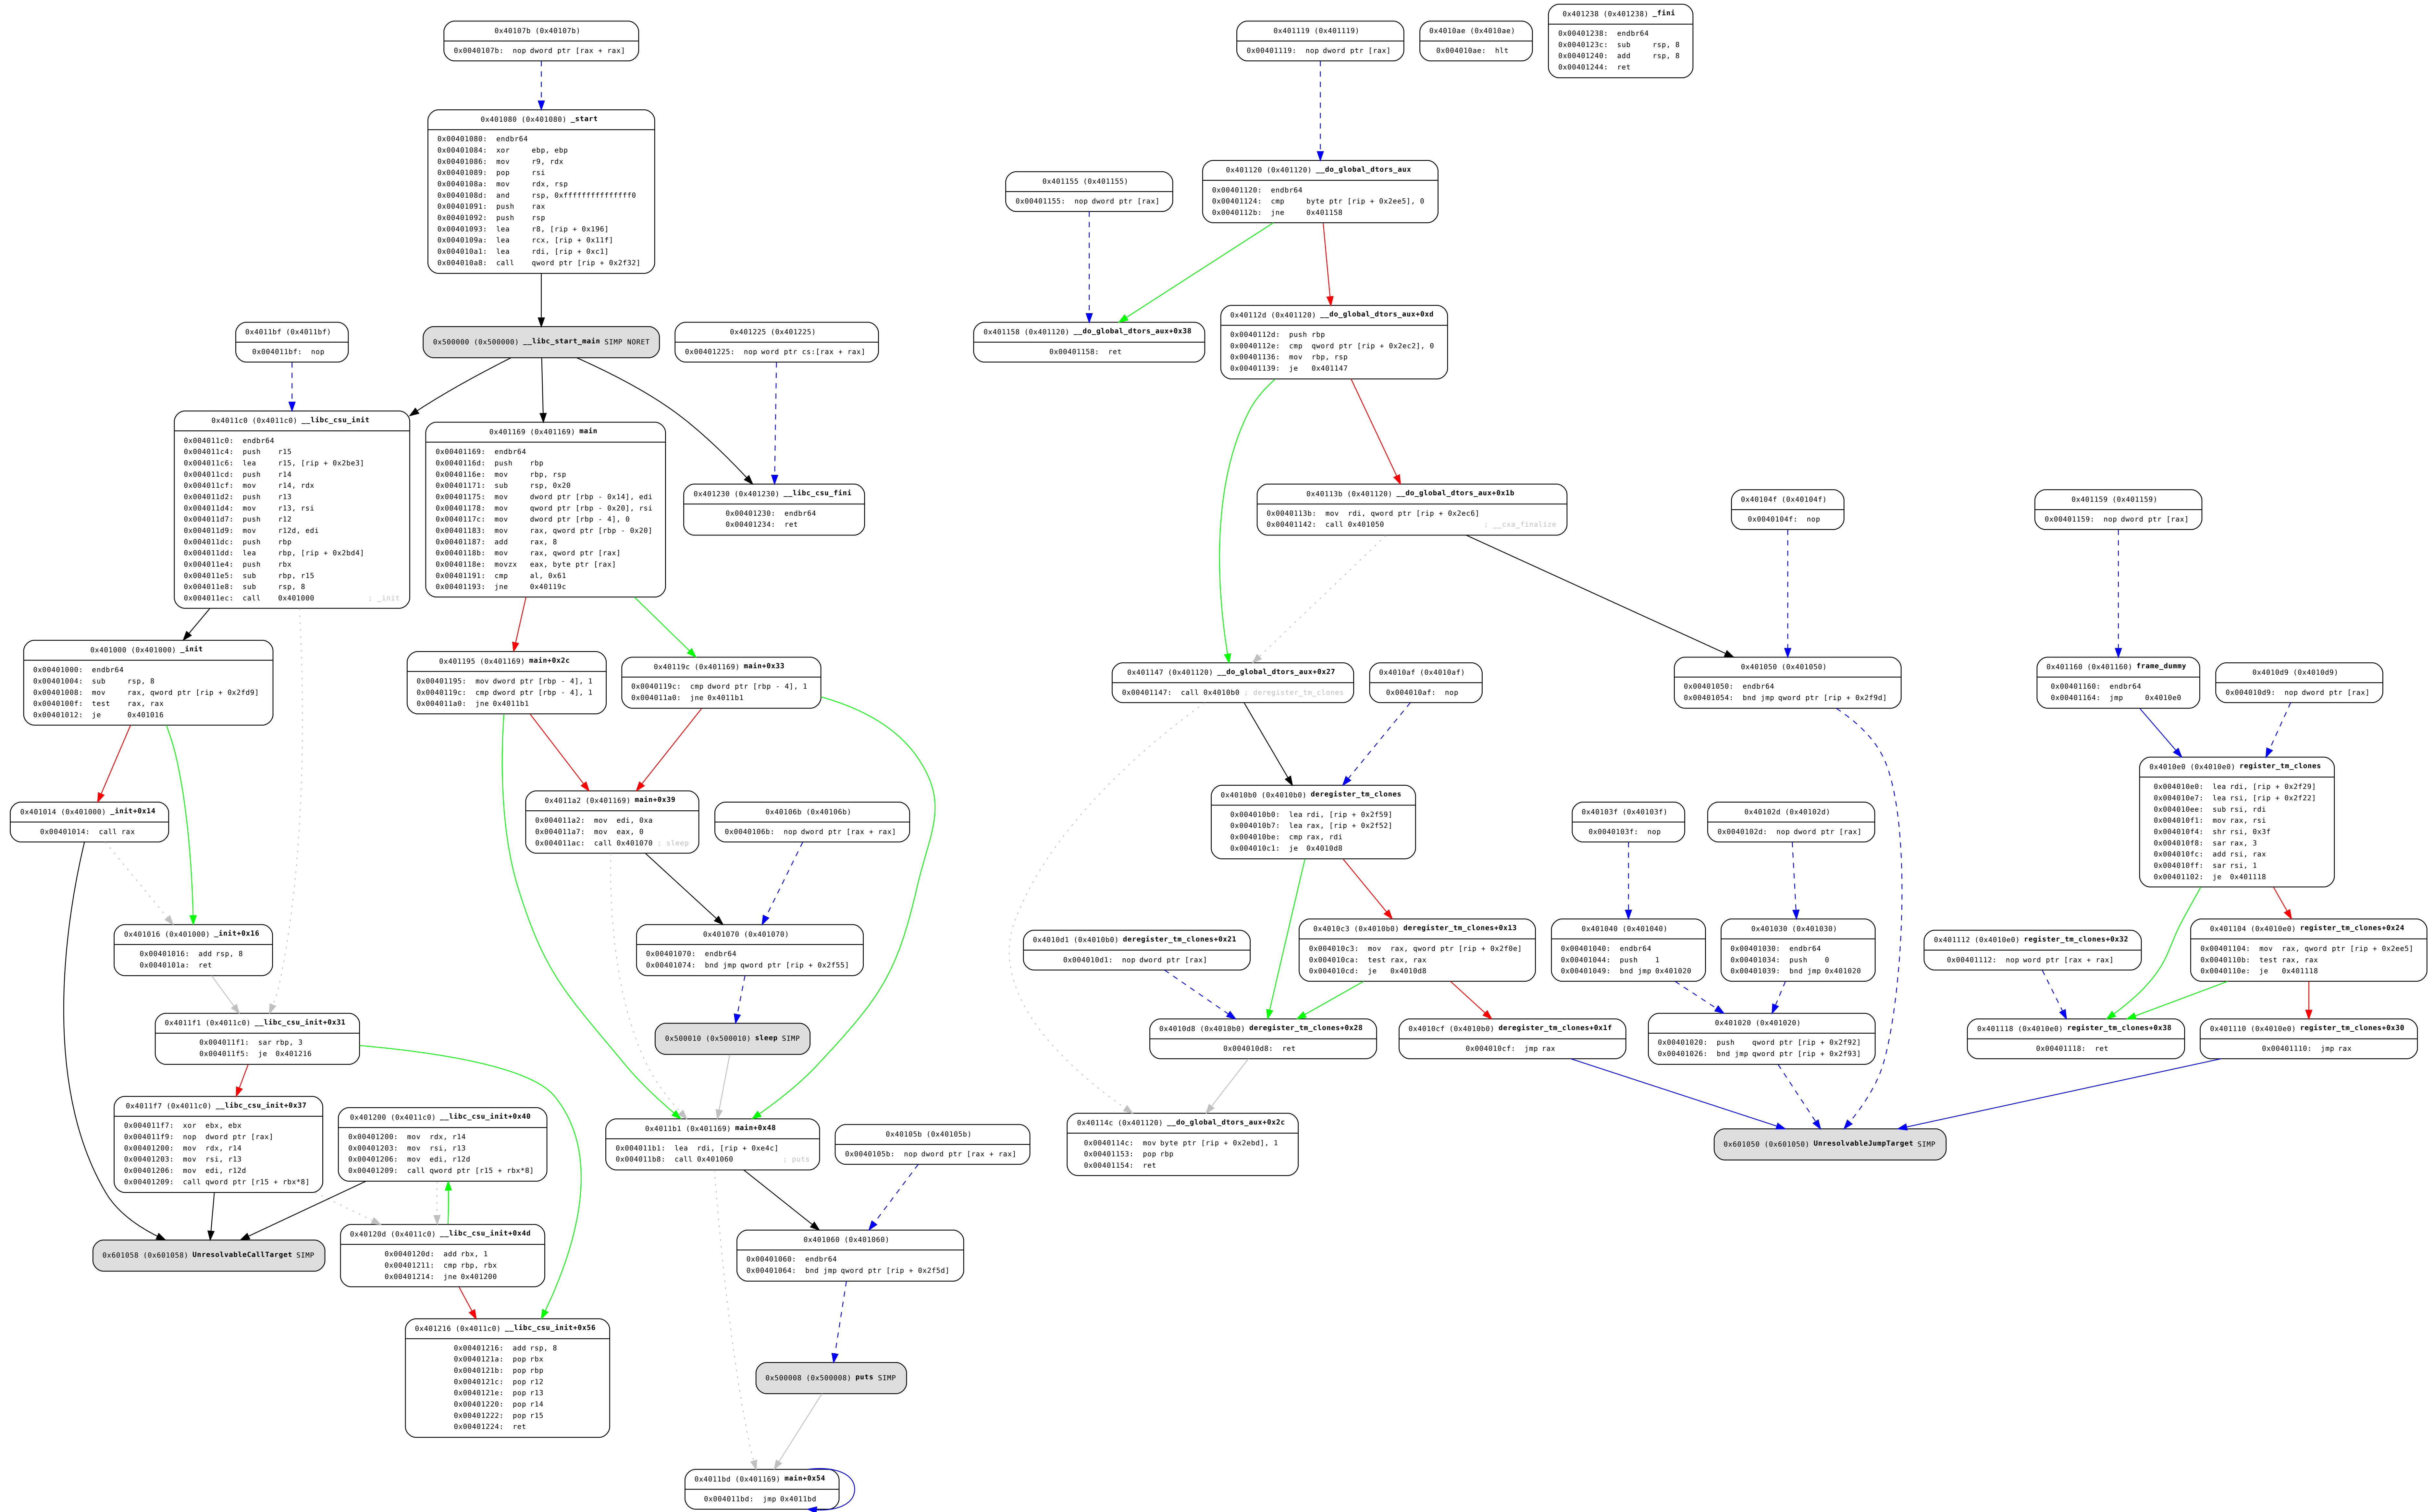 0x40107b (0x40107b)
0x0040107b: nop dword ptr [rax + rax]
0x401080 (0x401080) _start
0x00401080: endbr64
0x00401084: xor ebp, ebp
0x00401086: mov r9, rdx
0x00401089: pop rsi
0x0040108a: mov rdx, rsp
0x0040108d: and rsp, 0xfffffffffffffff0
0x00401091: push rax
0x00401092: push rsp
0x00401093: lea r8, [rip + 0x196]
0x0040109a: lea rcx, [rip + 0x11f]
0x004010a1: lea rdi, [rip + 0xc1]
0x004010a8: call qword ptr [rip + 0x2f32]
0x500000 (0x500000) __libc_start_main SIMP NORET
0x4011bf (0x4011bf)
0x004011bf: nop
0x401225 (0x401225)
0x00401225: nop word ptr cs:[rax + rax]
0x4011c0 (0x4011c0) __libc_csu_init
0x004011c0: endbr64
0x004011c4: push r15
0x004011c6: lea r15, [rip + 0x2be3]
0x004011cd: push r14
0x004011cf: mov r14, rdx
0x004011d2: push r13
0x004011d4: mov r13, rsi
0x004011d7: push r12
0x004011d9: mov r12d, edi
0x004011dc: push rbp
0x004011dd: lea rbp, [rip + 0x2bd4]
0x004011e4: push rbx
0x004011e5: sub rbp, r15
0x004011e8: sub rsp, 8
0x004011ec: call 0x401000 ; _init
0x401169 (0x401169) main
0x00401169: endbr64
0x0040116d: push rbp
0x0040116e: mov rbp, rsp
0x00401171: sub rsp, 0x20
0x00401175: mov dword ptr [rbp - 0x14], edi
0x00401178: mov qword ptr [rbp - 0x20], rsi
0x0040117c: mov dword ptr [rbp - 4], 0
0x00401183: mov rax, qword ptr [rbp - 0x20]
0x00401187: add rax, 8
0x0040118b: mov rax, qword ptr [rax]
0x0040118e: movzx eax, byte ptr [rax]
0x00401191: cmp al, 0x61
0x00401193: jne 0x40119c
0x401230 (0x401230) __libc_csu_fini
0x00401230: endbr64
0x00401234: ret
0x401000 (0x401000) _init
0x00401000: endbr64
0x00401004: sub rsp, 8
0x00401008: mov rax, qword ptr [rip + 0x2fd9]
0x0040100f: test rax, rax
0x00401012: je 0x401016
0x401195 (0x401169) main+0x2c
0x00401195: mov dword ptr [rbp - 4], 1
0x0040119c: cmp dword ptr [rbp - 4], 1
0x004011a0: jne 0x4011b1
0x40119c (0x401169) main+0x33
0x0040119c: cmp dword ptr [rbp - 4], 1
0x004011a0: jne 0x4011b1
0x401014 (0x401000) _init+0x14
0x00401014: call rax
0x4011a2 (0x401169) main+0x39
0x004011a2: mov edi, 0xa
0x004011a7: mov eax, 0
0x004011ac: call 0x401070 ; sleep
0x40106b (0x40106b)
0x0040106b: nop dword ptr [rax + rax]
0x401016 (0x401000) _init+0x16
0x00401016: add rsp, 8
0x0040101a: ret
0x401070 (0x401070)
0x00401070: endbr64
0x00401074: bnd jmp qword ptr [rip + 0x2f55]
0x4011f1 (0x4011c0) __libc_csu_init+0x31
0x004011f1: sar rbp, 3
0x004011f5: je 0x401216
0x500010 (0x500010) sleep SIMP
0x4011f7 (0x4011c0) __libc_csu_init+0x37
0x004011f7: xor ebx, ebx
0x004011f9: nop dword ptr [rax]
0x00401200: mov rdx, r14
0x00401203: mov rsi, r13
0x00401206: mov edi, r12d
0x00401209: call qword ptr [r15 + rbx*8]
0x401200 (0x4011c0) __libc_csu_init+0x40
0x00401200: mov rdx, r14
0x00401203: mov rsi, r13
0x00401206: mov edi, r12d
0x00401209: call qword ptr [r15 + rbx*8]
0x4011b1 (0x401169) main+0x48
0x004011b1: lea rdi, [rip + 0xe4c]
0x004011b8: call 0x401060 ; puts
0x40105b (0x40105b)
0x0040105b: nop dword ptr [rax + rax]
0x601058 (0x601058) UnresolvableCallTarget SIMP
0x40120d (0x4011c0) __libc_csu_init+0x4d
0x0040120d: add rbx, 1
0x00401211: cmp rbp, rbx
0x00401214: jne 0x401200
0x401060 (0x401060)
0x00401060: endbr64
0x00401064: bnd jmp qword ptr [rip + 0x2f5d]
0x401216 (0x4011c0) __libc_csu_init+0x56
0x00401216: add rsp, 8
0x0040121a: pop rbx
0x0040121b: pop rbp
0x0040121c: pop r12
0x0040121e: pop r13
0x00401220: pop r14
0x00401222: pop r15
0x00401224: ret
0x500008 (0x500008) puts SIMP
0x4011bd (0x401169) main+0x54
0x004011bd: jmp 0x4011bd
0x401119 (0x401119)
0x00401119: nop dword ptr [rax]
0x4010ae (0x4010ae)
0x004010ae: hlt
0x401238 (0x401238) _fini
0x00401238: endbr64
0x0040123c: sub rsp, 8
0x00401240: add rsp, 8
0x00401244: ret
0x401155 (0x401155)
0x00401155: nop dword ptr [rax]
0x401120 (0x401120) __do_global_dtors_aux
0x00401120: endbr64
0x00401124: cmp byte ptr [rip + 0x2ee5], 0
0x0040112b: jne 0x401158
0x401158 (0x401120) __do_global_dtors_aux+0x38
0x00401158: ret
0x40112d (0x401120) __do_global_dtors_aux+0xd
0x0040112d: push rbp
0x0040112e: cmp qword ptr [rip + 0x2ec2], 0
0x00401136: mov rbp, rsp
0x00401139: je 0x401147
0x40113b (0x401120) __do_global_dtors_aux+0x1b
0x0040113b: mov rdi, qword ptr [rip + 0x2ec6]
0x00401142: call 0x401050 ; __cxa_finalize
0x40104f (0x40104f)
0x0040104f: nop
0x401159 (0x401159)
0x00401159: nop dword ptr [rax]
0x401147 (0x401120) __do_global_dtors_aux+0x27
0x00401147: call 0x4010b0 ; deregister_tm_clones
0x4010af (0x4010af)
0x004010af: nop
0x401050 (0x401050)
0x00401050: endbr64
0x00401054: bnd jmp qword ptr [rip + 0x2f9d]
0x401160 (0x401160) frame_dummy
0x00401160: endbr64
0x00401164: jmp 0x4010e0
0x4010d9 (0x4010d9)
0x004010d9: nop dword ptr [rax]
0x4010b0 (0x4010b0) deregister_tm_clones
0x004010b0: lea rdi, [rip + 0x2f59]
0x004010b7: lea rax, [rip + 0x2f52]
0x004010be: cmp rax, rdi
0x004010c1: je 0x4010d8
0x40103f (0x40103f)
0x0040103f: nop
0x40102d (0x40102d)
0x0040102d: nop dword ptr [rax]
0x4010e0 (0x4010e0) register_tm_clones
0x004010e0: lea rdi, [rip + 0x2f29]
0x004010e7: lea rsi, [rip + 0x2f22]
0x004010ee: sub rsi, rdi
0x004010f1: mov rax, rsi
0x004010f4: shr rsi, 0x3f
0x004010f8: sar rax, 3
0x004010fc: add rsi, rax
0x004010ff: sar rsi, 1
0x00401102: je 0x401118
0x4010d1 (0x4010b0) deregister_tm_clones+0x21
0x004010d1: nop dword ptr [rax]
0x4010c3 (0x4010b0) deregister_tm_clones+0x13
0x004010c3: mov rax, qword ptr [rip + 0x2f0e]
0x004010ca: test rax, rax
0x004010cd: je 0x4010d8
0x401040 (0x401040)
0x00401040: endbr64
0x00401044: push 1
0x00401049: bnd jmp 0x401020
0x401030 (0x401030)
0x00401030: endbr64
0x00401034: push 0
0x00401039: bnd jmp 0x401020
0x401112 (0x4010e0) register_tm_clones+0x32
0x00401112: nop word ptr [rax + rax]
0x401104 (0x4010e0) register_tm_clones+0x24
0x00401104: mov rax, qword ptr [rip + 0x2ee5]
0x0040110b: test rax, rax
0x0040110e: je 0x401118
0x4010d8 (0x4010b0) deregister_tm_clones+0x28
0x004010d8: ret
0x4010cf (0x4010b0) deregister_tm_clones+0x1f
0x004010cf: jmp rax
0x401020 (0x401020)
0x00401020: push qword ptr [rip + 0x2f92]
0x00401026: bnd jmp qword ptr [rip + 0x2f93]
0x401118 (0x4010e0) register_tm_clones+0x38
0x00401118: ret
0x401110 (0x4010e0) register_tm_clones+0x30
0x00401110: jmp rax
0x40114c (0x401120) __do_global_dtors_aux+0x2c
0x0040114c: mov byte ptr [rip + 0x2ebd], 1
0x00401153: pop rbp
0x00401154: ret
0x601050 (0x601050) UnresolvableJumpTarget SIMP